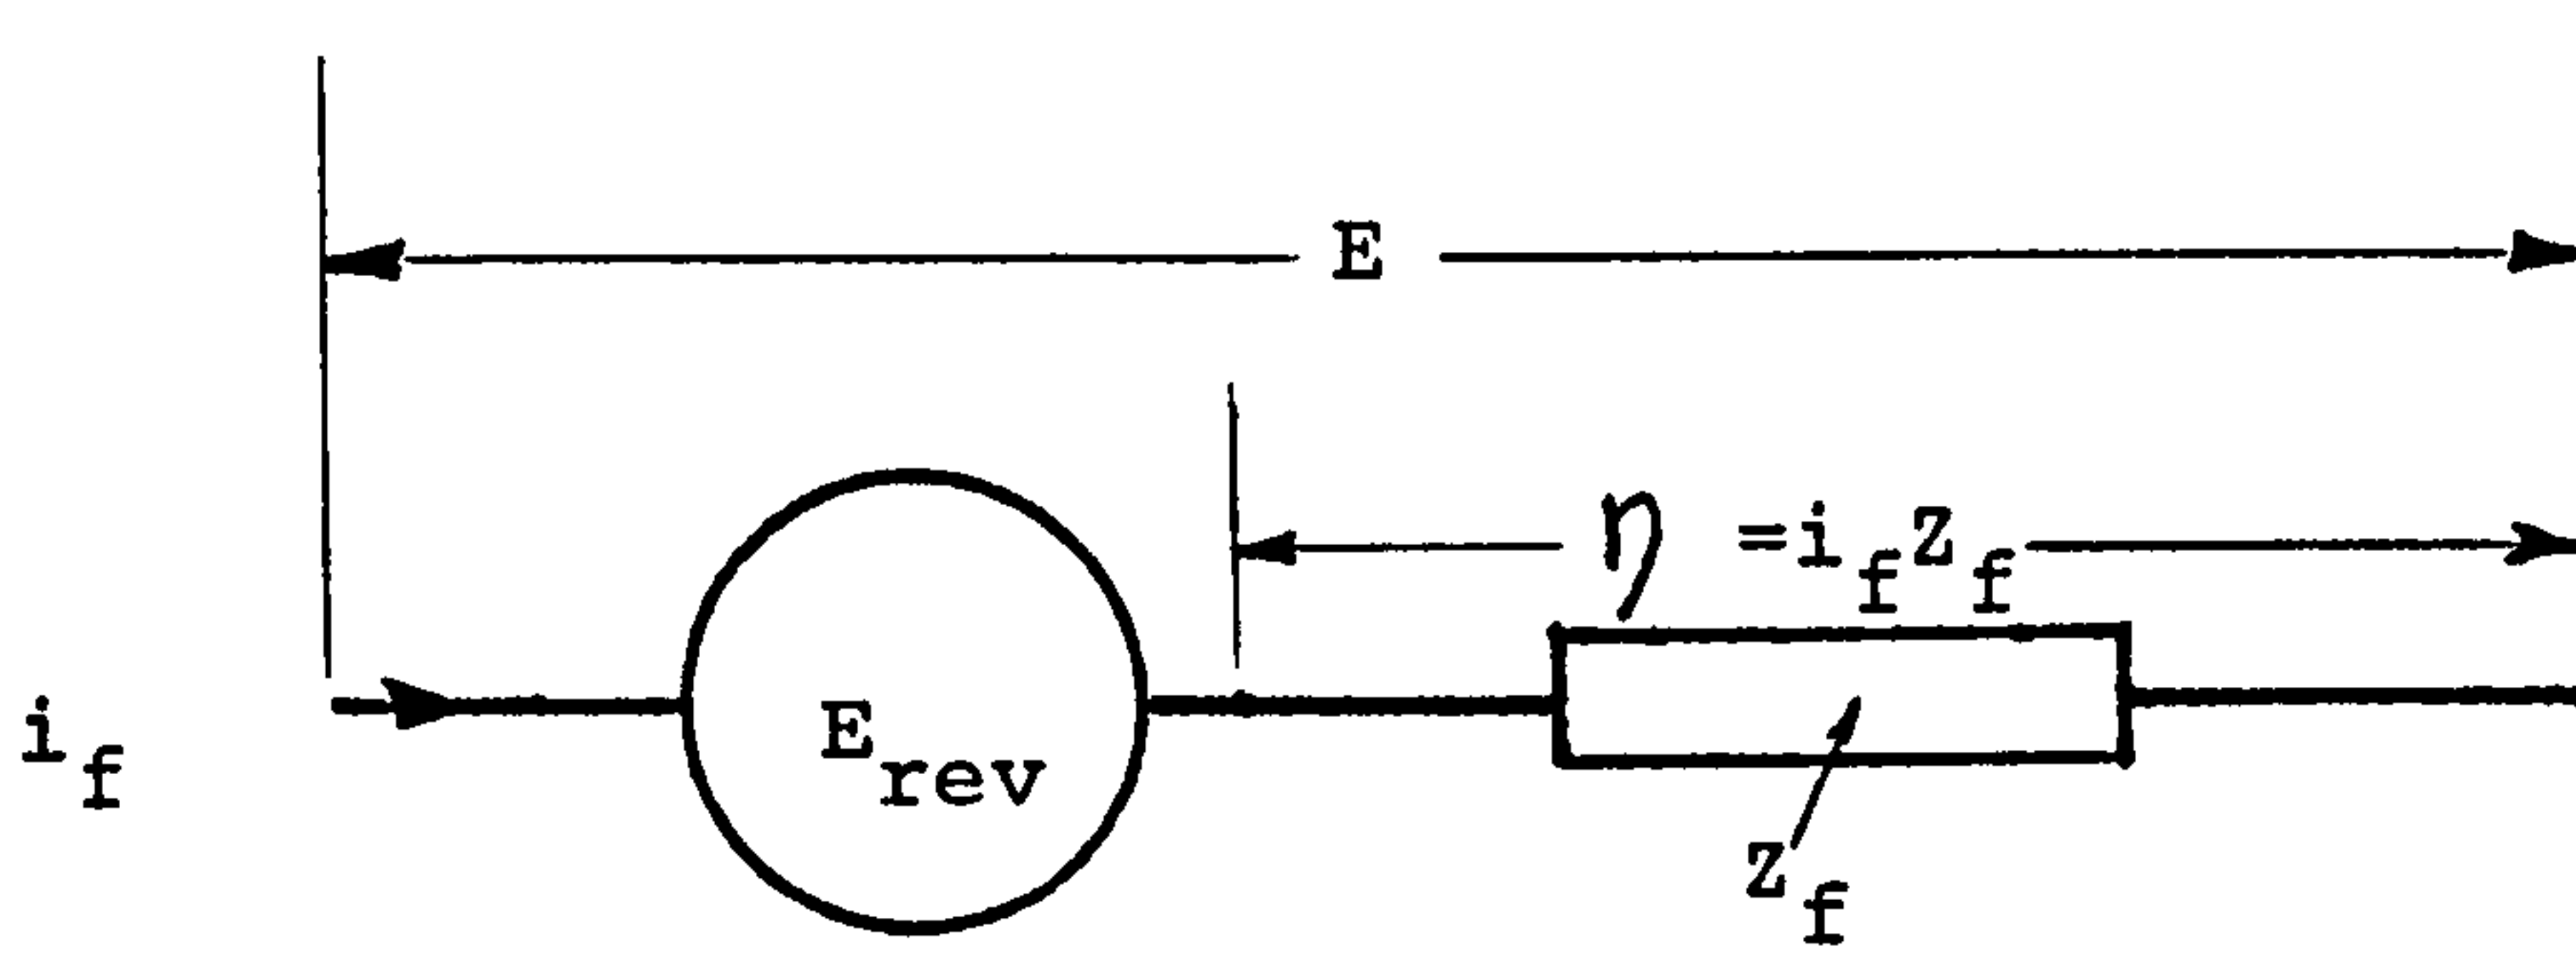 E
η =i_f Z_f
i_f
E_rev
Z_f